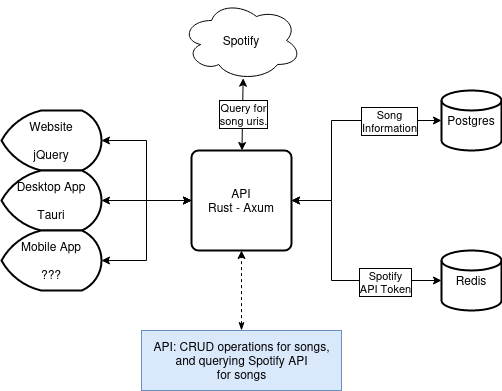 Spotify
Query for
song uris.
Website
jQuery
Desktop App
Tauri
Mobile App
???
API
Rust - Axum
Song
Information
Postgres
Spotify
API Token
Redis
API: CRUD operations for songs,
and querying Spotify API
for songs